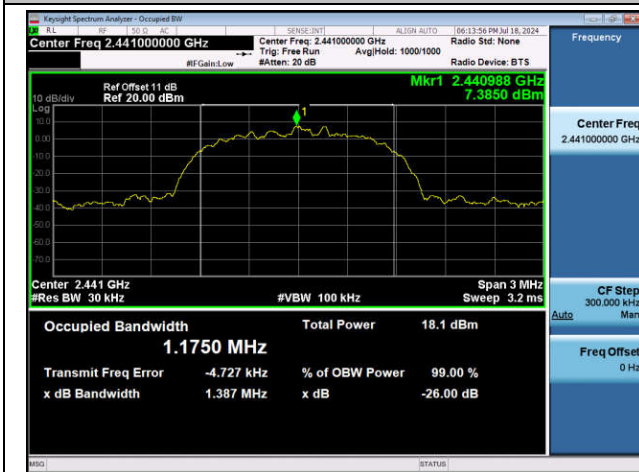 Keysight Spectrum Analyzer - Occupied BW
RL RF 50 Ω AC SENSE:INT ALIGN AUTO 06:13:56 PM Jul 18, 2024
Center Freq 2.441000000 GHz Center Freq: 2.441000000 GHz Radio Std: None Frequency
Trig: Free Run Avg|Hold: 1000/1000
#IFGain:Low #Atten: 20 dB Radio Device: BTS
Mkr1 2.440988 GHz
Ref Offset 11 dB
10 dB/div Ref 20.00 dBm 7.3850 dBm
Log
10.0
0.00
-10.0
-20.0
-30.0
-40.0
-50.0
-60.0
-70.0
1
Center Freq
2.441000000 GHz
Center 2.441 GHz Span 3 MHz
#Res BW 30 kHz #VBW 100 kHz Sweep 3.2 ms
CF Step
300.000 kHz
Auto Man
Occupied Bandwidth Total Power 18.1 dBm
1.1750 MHz
Transmit Freq Error -4.727 kHz % of OBW Power 99.00 %
x dB Bandwidth 1.387 MHz x dB -26.00 dB
Freq Offset
0 Hz
MSG STATUS